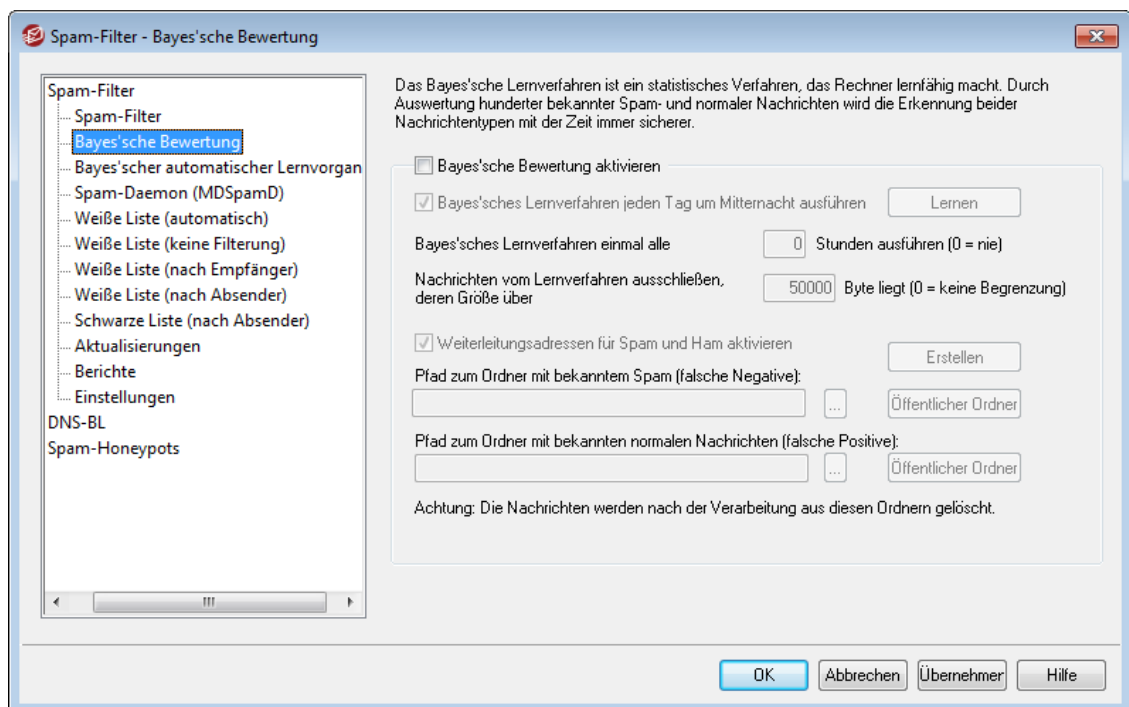 Spam-Filter - Bayes'sche Bewertung
Spam-Filter
Spam-Filter
Bayes'sche Bewertung
Bayes'scher automatischer Lernvorgan
Spam-Daemon (MDSpamD)
Weiße Liste (automatisch)
Weiße Liste (keine Filterung)
Weiße Liste (nach Empfänger)
Weiße Liste (nach Absender)
Schwarze Liste (nach Absender)
Aktualisierungen
Berichte
Einstellungen
DNS-BL
Spam-Honeypots
Das Bayes'sche Lernverfahren ist ein statistisches Verfahren, das Rechner lernfähig macht. Durch
Auswertung hunderter bekannter Spam- und normaler Nachrichten wird die Erkennung beider
Nachrichtentypen mit der Zeit immer sicherer.
Bayes'sche Bewertung aktivieren
Bayes'sches Lernverfahren jeden Tag um Mitternacht ausführen Lernen
Bayes'sches Lernverfahren einmal alle 0 Stunden ausführen (0 = nie)
Nachrichten vom Lernverfahren ausschließen,
deren Größe über 50000 Byte liegt (0 = keine Begrenzung)
Weiterleitungsadressen für Spam und Ham aktivieren
Erstellen
Pfad zum Ordner mit bekanntem Spam (falsche Negative):
... Öffentlicher Ordner
Pfad zum Ordner mit bekannten normalen Nachrichten (falsche Positive):
... Öffentlicher Ordner
Achtung: Die Nachrichten werden nach der Verarbeitung aus diesen Ordnern gelöscht.
OK Abbrechen Übernehmer Hilfe